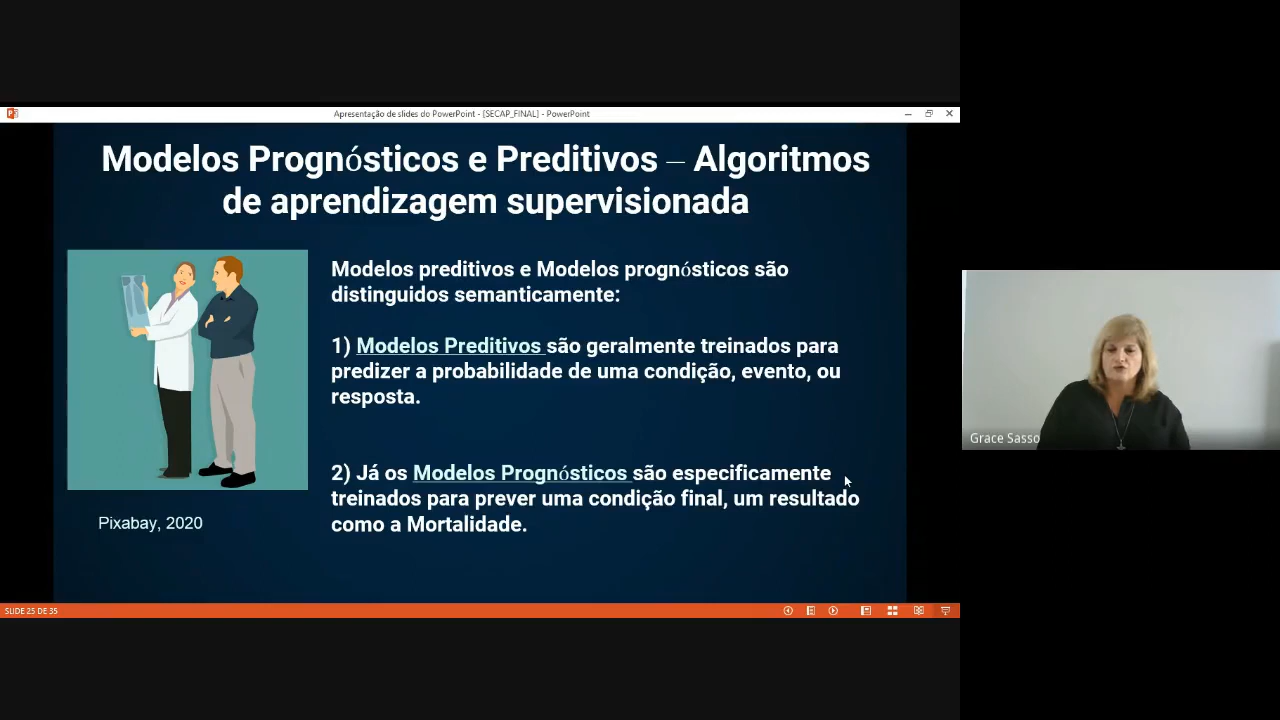 Apresentação de slides do PowerPoint - [SECAP_FINAL] - PowerPoint
Modelos Prognósticos e Preditivos – Algoritmos
de aprendizagem supervisionada
Modelos preditivos e Modelos prognósticos são
distinguidos semanticamente:
1) Modelos Preditivos são geralmente treinados para
predizer a probabilidade de uma condição, evento, ou
resposta.
2) Já os Modelos Prognósticos são especificamente
treinados para prever uma condição final, um resultado
como a Mortalidade.
Pixabay, 2020
Grace Sasso
SLIDE 25 DE 35